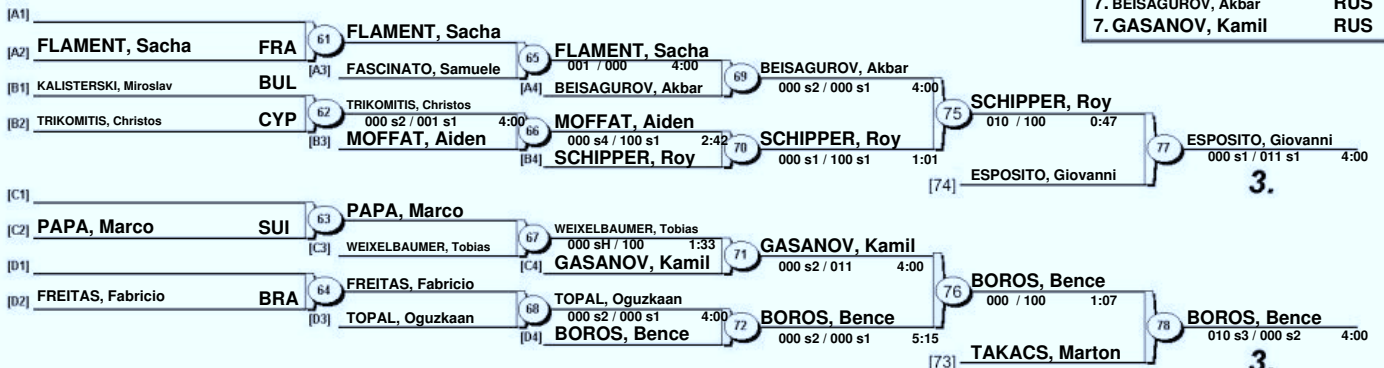 7. BEISAGUROV, Akbar RUS
7. GASANOV, Kamil RUS
[A1]
[A2] FLAMENT, Sacha FRA
61 FLAMENT, Sacha
[A3] FASCINATO, Samuele
65 FLAMENT, Sacha
001 / 000 4:00
[A4] BEISAGUROV, Akbar
69 BEISAGUROV, Akbar
000 s2 / 000 s1 4:00
[B1] KALISTERSKI, Miroslav BUL
[B2] TRIKOMITIS, Christos CYP
62 TRIKOMITIS, Christos
000 s2 / 001 s1 4:00
[B3] MOFFAT, Aiden
66 MOFFAT, Aiden
000 s4 / 100 s1 2:42
[B4] SCHIPPER, Roy
70 SCHIPPER, Roy
000 s1 / 100 s1 1:01
75 SCHIPPER, Roy
010 / 100 0:47
[74] ESPOSITO, Giovanni
77 ESPOSITO, Giovanni
000 s1 / 011 s1 4:00
3.
[C1]
[C2] PAPA, Marco SUI
63 PAPA, Marco
[C3] WEIXELBAUMER, Tobias
67 WEIXELBAUMER, Tobias
000 sH / 100 1:33
[C4] GASANOV, Kamil
71 GASANOV, Kamil
000 s2 / 011 4:00
[D1]
[D2] FREITAS, Fabricio BRA
64 FREITAS, Fabricio
[D3] TOPAL, Oguzkaan
68 TOPAL, Oguzkaan
000 s2 / 000 s1 4:00
[D4] BOROS, Bence
72 BOROS, Bence
000 s2 / 000 s1 5:15
76 BOROS, Bence
000 / 100 1:07
[73] TAKACS, Marton
78 BOROS, Bence
010 s3 / 000 s2 4:00
3.